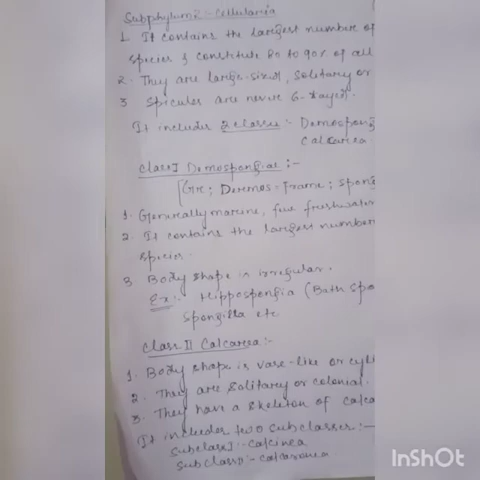 Subphylum 2:- Cellularia
1. It contains the largest number of
species & constitute 80 to 90% of all
2. They are large-sized, solitary or
3 Spicules are never 6-rayed.
It includes 2 classes:- Demospong
Calcarea
Class I Demospongiae:-
[Gr; Deremos = Frame; spong
1. Generally marine, few freshwater
2. It contains the largest number
species.
3 Body shape is irregular.
Ex:- Hippospongia (Bath spo
Spongilla etc
Class II Calcarea:-
1. Body shape is vase-like or cyl
2. They are solitary or colonial.
3. They have a skeleton of calca
It includes two subclasses:-
Subclass I:- Calcinea
Subclass II:- Calcaronea
InShOt